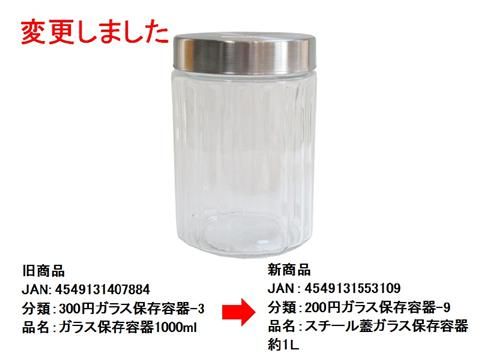 変更しました
旧商品
JAN: 4549131407884
分類：300円ガラス保存容器-3
品名：ガラス保存容器1000ml
新商品
JAN : 4549131553109
分類：200円ガラス保存容器-9
品名：スチール蓋ガラス保存容器
約1L